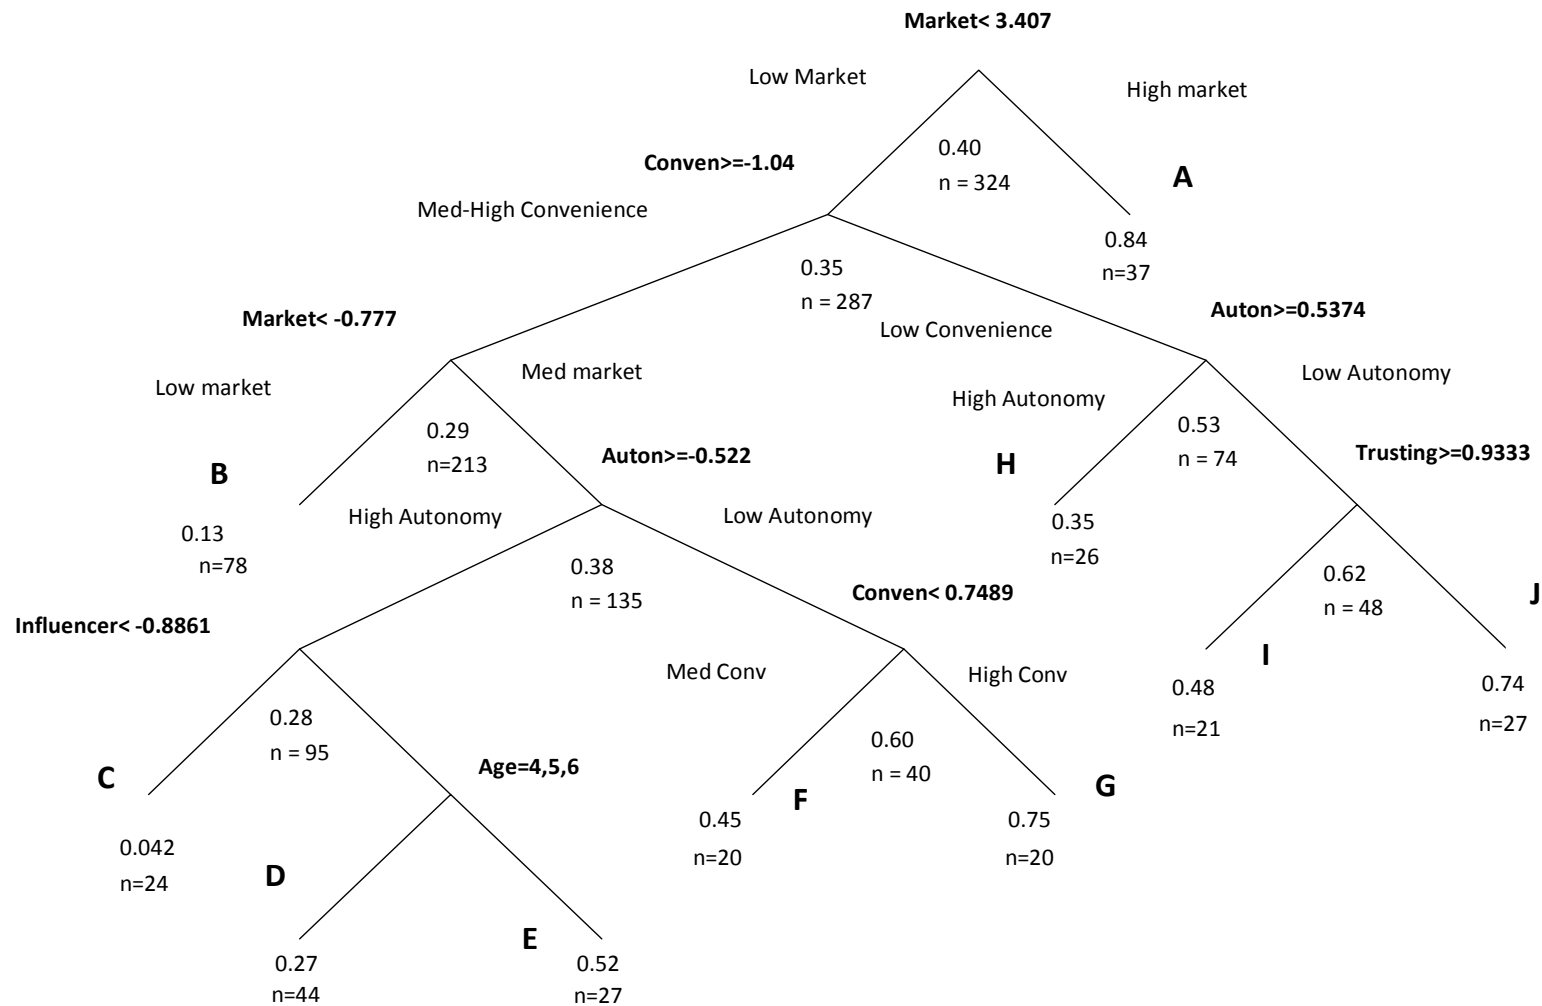 Market< 3.407
Low Market
High market
0.40
n = 324
Conven>=-1.04
A
Med-High Convenience
0.84
n=37
0.35
n = 287
Market< -0.777
Auton>=0.5374
Low Convenience
Low market
Med market
High Autonomy
Low Autonomy
0.29
n=213
0.53
n = 74
Auton>=-0.522
Trusting>=0.9333
B
H
High Autonomy
Low Autonomy
0.13
n=78
0.35
n=26
0.38
n = 135
0.62
n = 48
Conven< 0.7489
J
Influencer< -0.8861
I
Med Conv
High Conv
0.48
n=21
0.74
n=27
0.28
n = 95
0.60
n = 40
C
Age=4,5,6
F
G
0.45
n=20
0.75
n=20
0.042
n=24
D
E
0.27
n=44
0.52
n=27